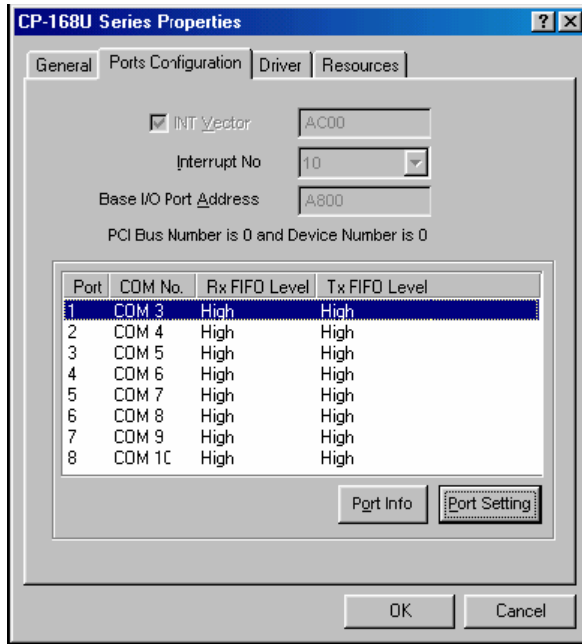 CP-168U Series Properties
General Ports Configuration Driver Resources
INT Vector AC00
Interrupt No 10
Base I/O Port Address A800
PCI Bus Number is 0 and Device Number is 0
Port COM No. Rx FIFO Level Tx FIFO Level
1 COM 3 High High
2 COM 4 High High
3 COM 5 High High
4 COM 6 High High
5 COM 7 High High
6 COM 8 High High
7 COM 9 High High
8 COM 10 High High
Port Info Port Setting
OK Cancel